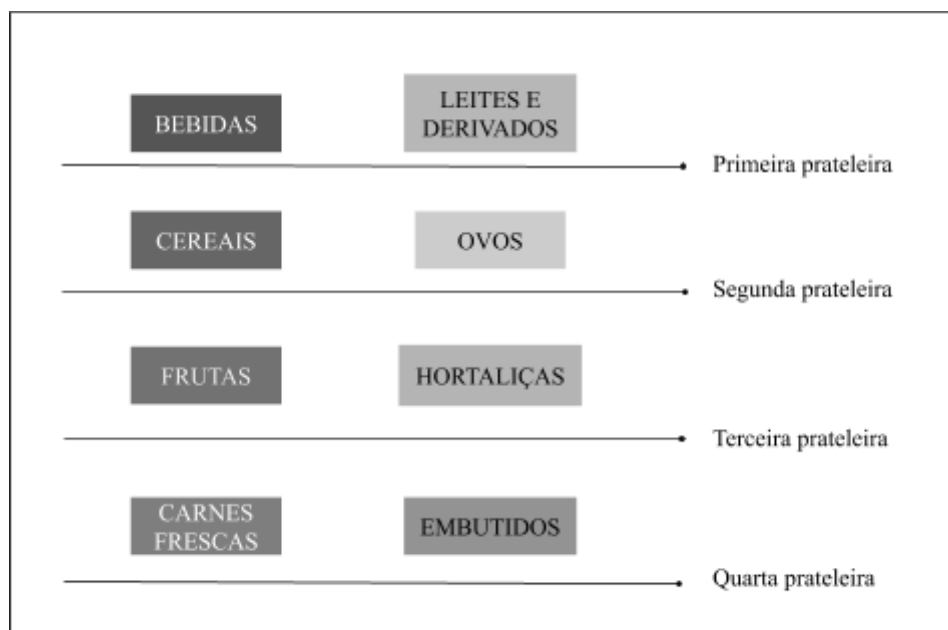 BEBIDAS
LEITES E
DERIVADOS
Primeira prateleira
CEREAIS
OVOS
Segunda prateleira
FRUTAS
HORTALIÇAS
Terceira prateleira
CARNES
FRESCAS
EMBUTIDOS
Quarta prateleira